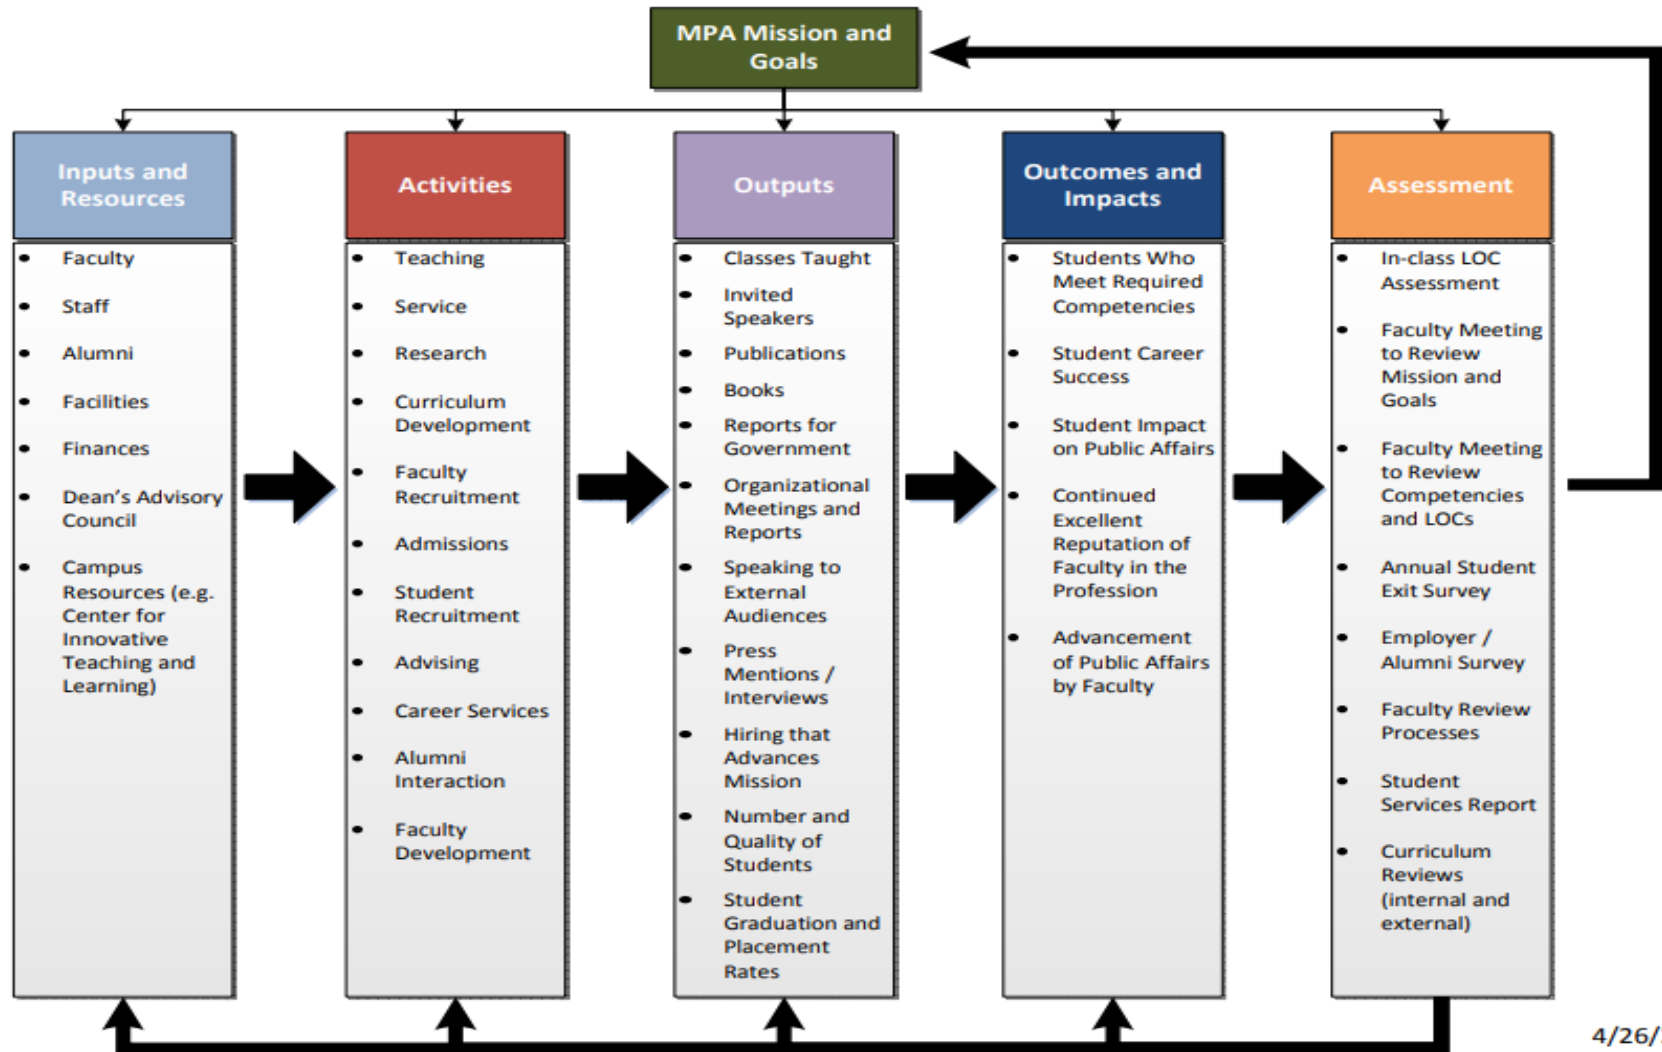 MPA Mission and
Goals
Inputs and
Resources
• Faculty
• Staff
• Alumni
• Facilities
• Finances
• Dean's Advisory
Council
• Campus
Resources (e.g.
Center for
Innovative
Teaching and
Learning)
Activities
• Teaching
• Service
• Research
• Curriculum
Development
• Faculty
Recruitment
• Admissions
• Student
Recruitment
• Advising
• Career Services
• Alumni
Interaction
• Faculty
Development
Outputs
• Classes Taught
• Invited
Speakers
• Publications
• Books
• Reports for
Government
• Organizational
Meetings and
Reports
• Speaking to
External
Audiences
• Press
Mentions /
Interviews
• Hiring that
Advances
Mission
• Number and
Quality of
Students
• Student
Graduation and
Placement
Rates
Outcomes and
Impacts
• Students Who
Meet Required
Competencies
• Student Career
Success
• Student Impact
on Public Affairs
• Continued
Excellent
Reputation of
Faculty in the
Profession
• Advancement
of Public Affairs
by Faculty
Assessment
• In-class LOC
Assessment
• Faculty Meeting
to Review
Mission and
Goals
• Faculty Meeting
to Review
Competencies
and LOCs
• Annual Student
Exit Survey
• Employer /
Alumni Survey
• Faculty Review
Processes
• Student
Services Report
• Curriculum
Reviews
(internal and
external)
4/26/